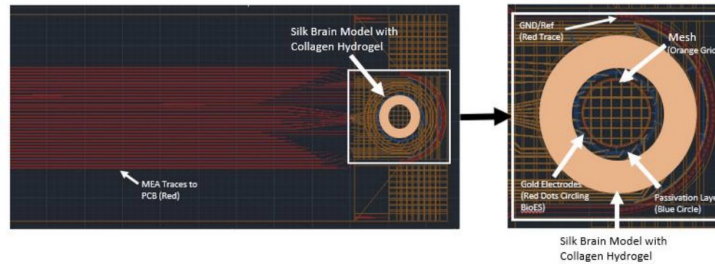 Silk Brain Model with
Collagen Hydrogel
MEA Traces to
PCB (Red)
GND/Ref
(Red Trace)
Mesh
(Orange Grid
Gold Electrodes
(Red Dots Circling
BioES)
Passivation Laye
(Blue Circle)
Silk Brain Model with
Collagen Hydrogel